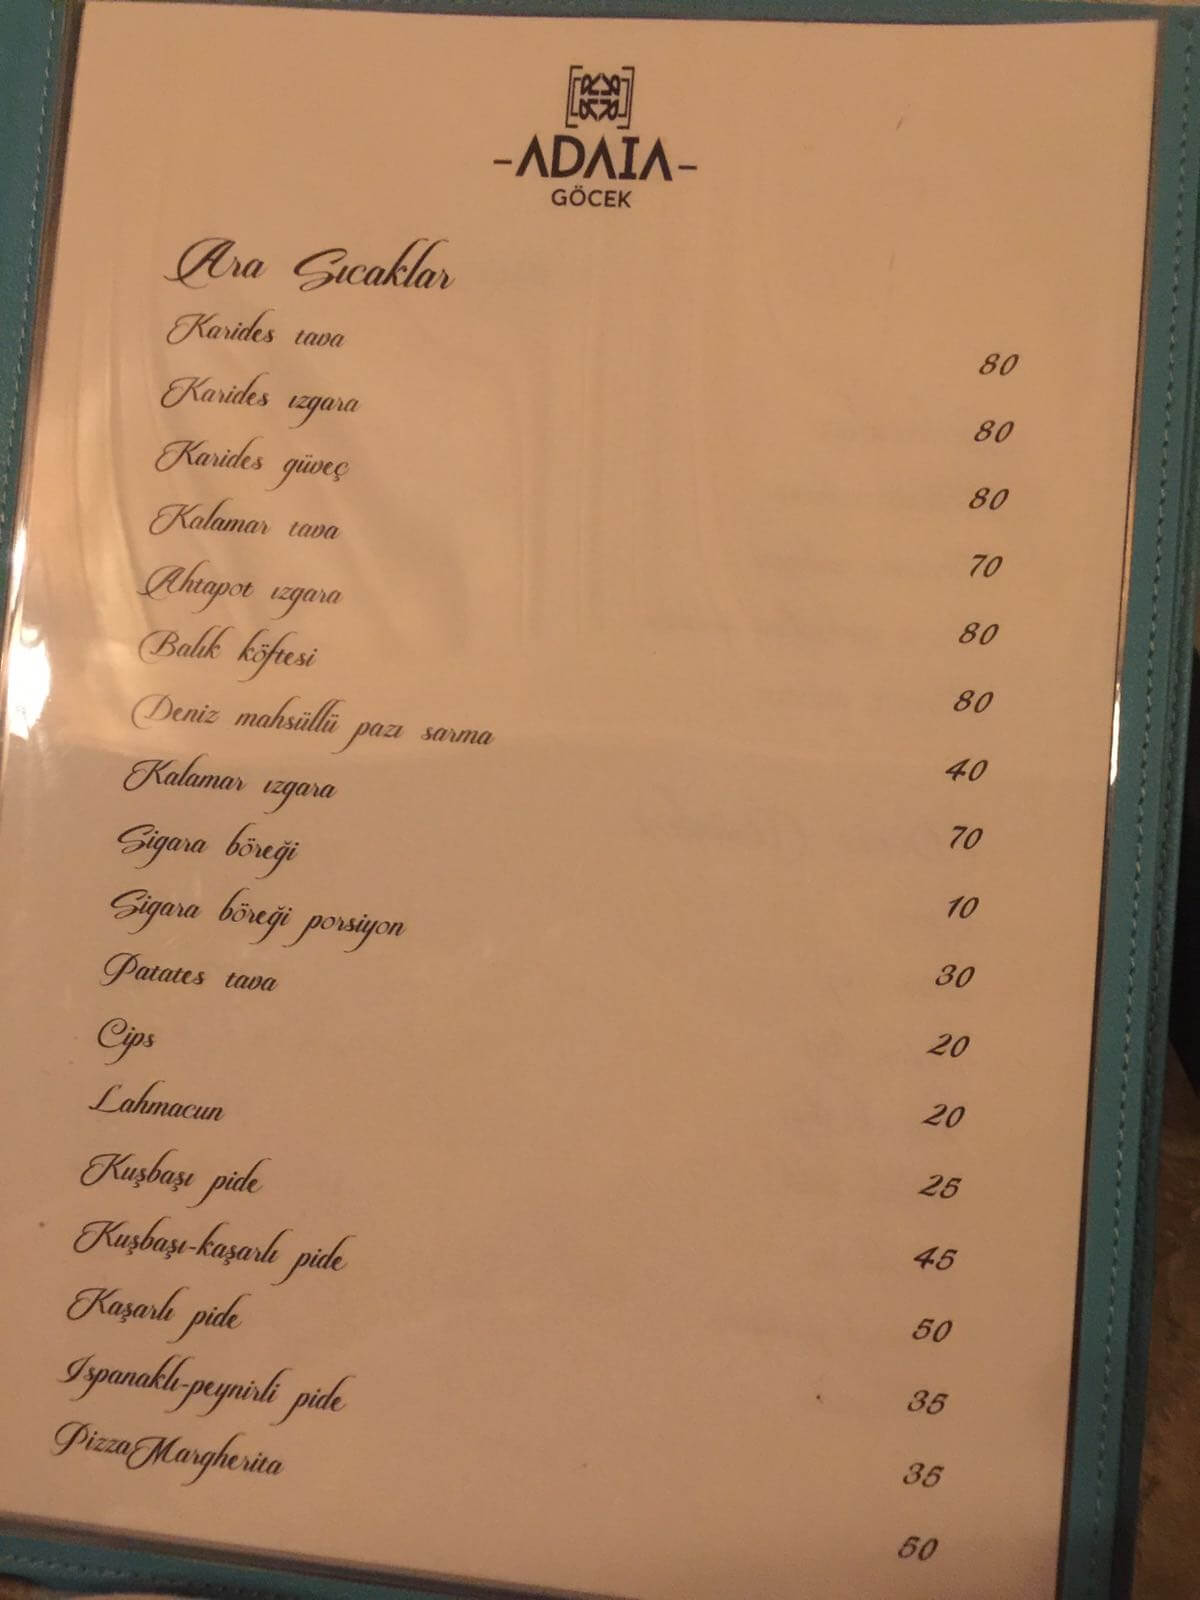 -ADAIA-
GÖCEK
Ara Sıcaklar
Karides tava 80
Karides ızgara 80
Karides güveç 80
Kalamar tava 70
Ahtapot ızgara 80
Balık köftesi 80
Deniz mahsüllü pazı sarma 40
Kalamar ızgara 70
Sigara böreği 10
Sigara böreği porsiyon 30
Patates tava 20
Cips 20
Lahmacun 25
Kuşbaşı pide 45
Kuşbaşı-kaşarlı pide 50
Kaşarlı pide 35
Ispanaklı-peynirli pide 35
Pizza Margherita 50